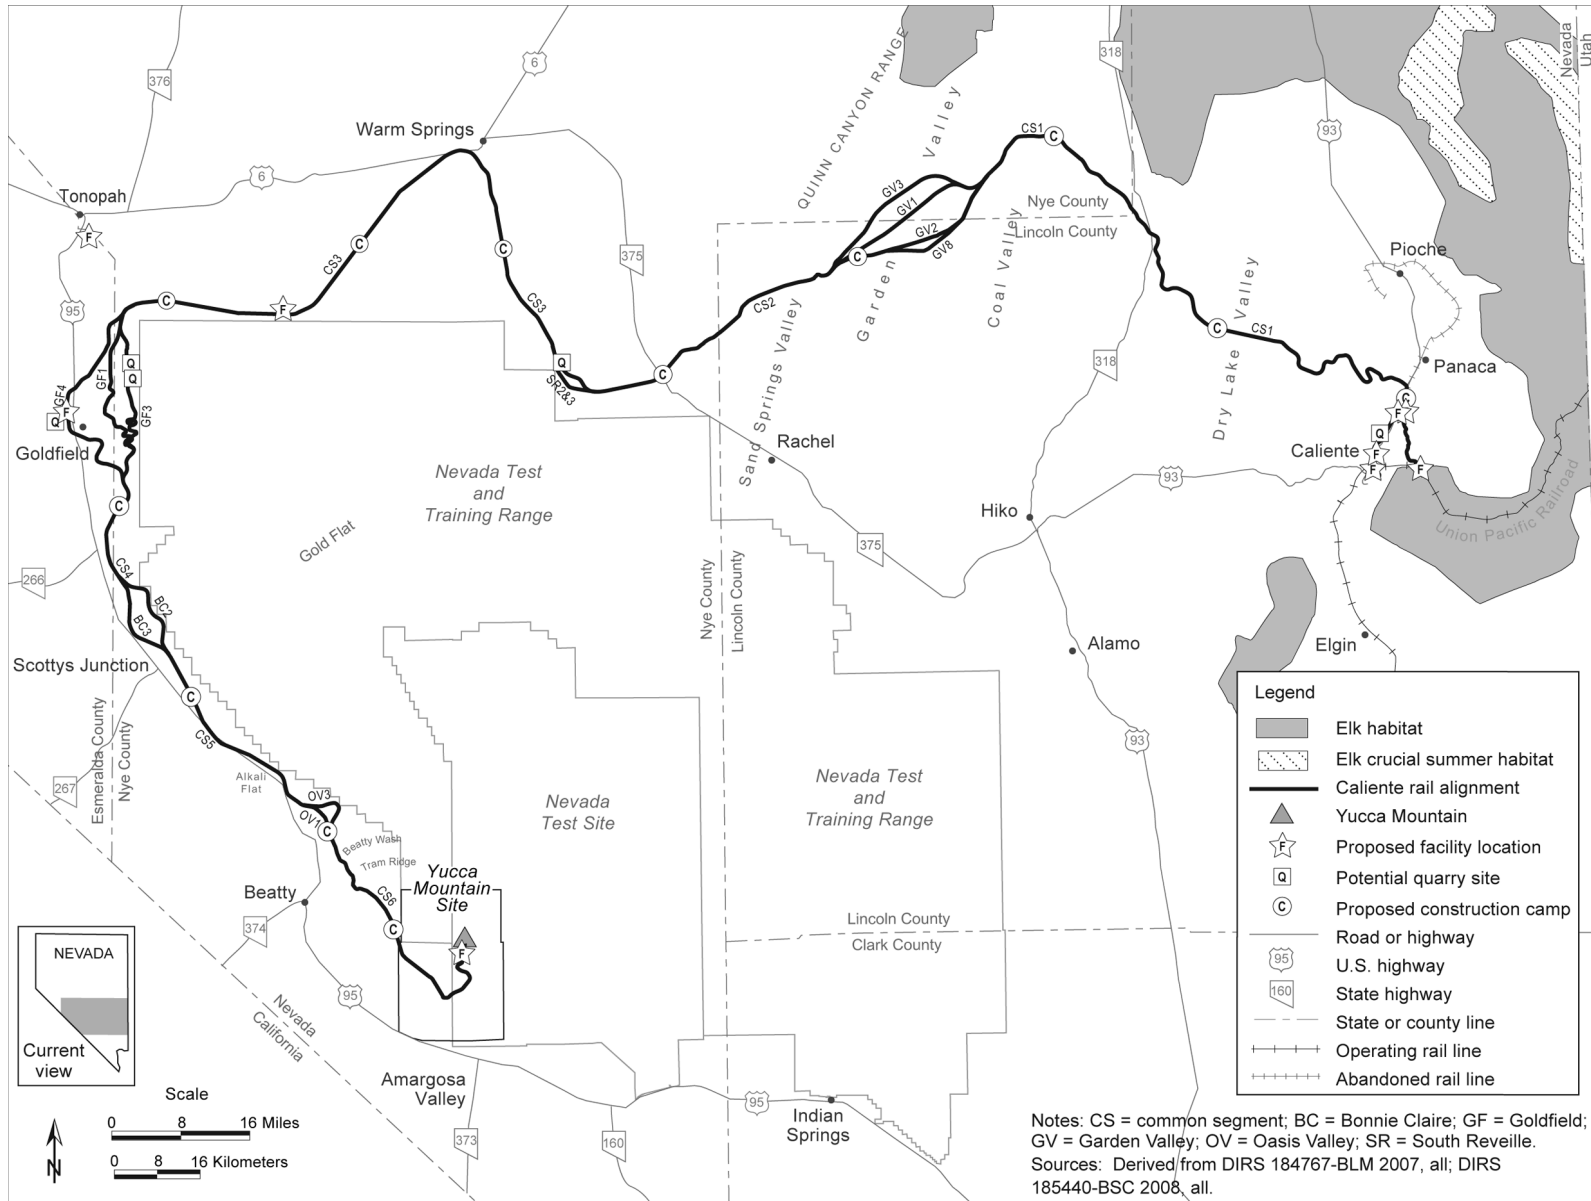 Nevada
Utah
376
6
318
93
QUINN CANYON RANGE
Valley
Warm Springs
CS1
C
6
Tonopah
F
GV3
GV1
Nye County
Lincoln County
GV2
GV8
C
C
C
CS3
375
Pioche
95
C
F
CS3
CS2
Sand Springs Valley
Garden
Coal Valley
Dry Lake Valley
C
CS1
318
Panaca
Q
Q
GF1
GF4
F
Q
GF3
Goldfield
Q
SR2&3
C
C
F
Q
F
F
F
Caliente
Rachel
93
Nevada Test
and
Training Range
Gold Flat
C
Hiko
Union Pacific Railroad
375
266
CS4
BC2
BC3
Nye County
Lincoln County
Alamo
Elgin
Scottys Junction
C
CS5
Esmeralda County
Nye County
267
Alkali
Flat
OV3
OV1
C
93
Nevada
Test Site
Nevada Test
and
Training Range
Beatty Wash
Tram Ridge
Yucca
Mountain
Site
CS6
C
F
Beatty
374
Lincoln County
Clark County
95
Nevada
California
Amargosa
Valley
373
160
95
Indian
Springs
NEVADA
Current
view
Scale
0 8 16 Miles
0 8 16 Kilometers
N
Legend
Elk habitat
Elk crucial summer habitat
Caliente rail alignment
Yucca Mountain
F Proposed facility location
Q Potential quarry site
C Proposed construction camp
Road or highway
95 U.S. highway
160 State highway
State or county line
Operating rail line
Abandoned rail line
Notes: CS = common segment; BC = Bonnie Claire; GF = Goldfield;
GV = Garden Valley; OV = Oasis Valley; SR = South Reveille.
Sources: Derived from DIRS 184767-BLM 2007, all; DIRS
185440-BSC 2008, all.